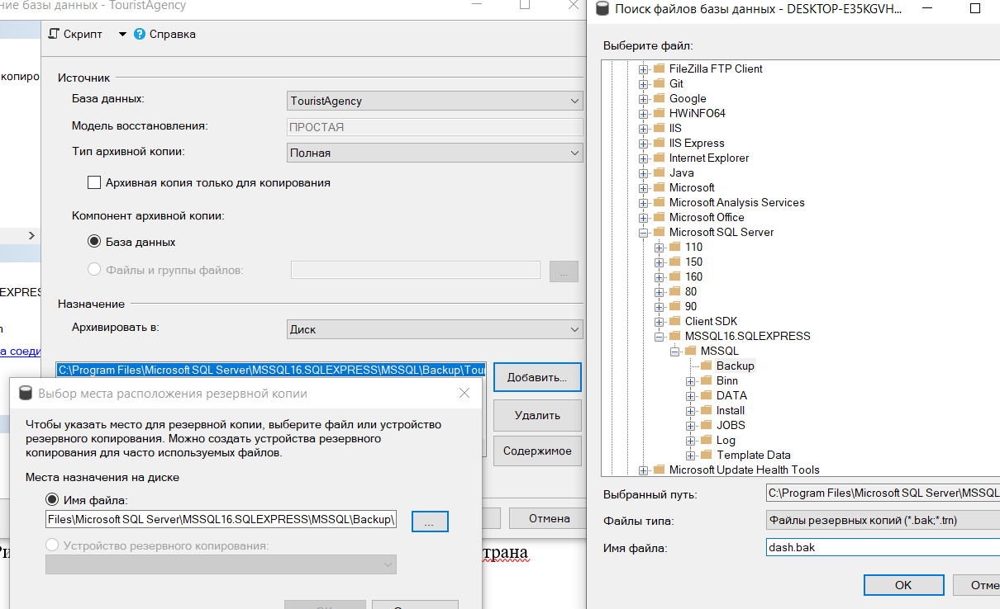 ние базы данных - TouristAgency
Скрипт
Справка
копиро
Источник
База данных:
TouristAgency
Модель восстановления:
ПРОСТАЯ
Тип архивной копии:
Полная
Архивная копия только для копирования
Компонент архивной копии:
База данных
Файлы и группы файлов:
...
EXPRES
Назначение
Архивировать в:
Диск
а соеди
C:\Program Files\Microsoft SQL Server\MSSQL16.SQLEXPRESS\MSSQL\Backup\Tour
Добавить...
Удалить
Содержимое
Отмена
Выбор места расположения резервной копии
Чтобы указать место для резервной копии, выберите файл или устройство
резервного копирования. Можно создать устройства резервного
копирования для часто используемых файлов.
Места назначения на диске
Имя файла:
Files\Microsoft SQL Server\MSSQL16.SQLEXPRESS\MSSQL\Backup\
...
Устройство резервного копирования:
трана
Поиск файлов базы данных - DESKTOP-E35KGVH...
Выберите файл:
FileZilla FTP Client
Git
Google
HWiNFO64
IIS
IIS Express
Internet Explorer
Java
Microsoft
Microsoft Analysis Services
Microsoft Office
Microsoft SQL Server
110
150
160
80
90
Client SDK
MSSQL16.SQLEXPRESS
MSSQL
Backup
Binn
DATA
Install
JOBS
Log
Template Data
Microsoft Update Health Tools
Выбранный путь:
C:\Program Files\Microsoft SQL Server\MSSQL
Файлы типа:
Файлы резервных копий (*.bak;*.trn)
Имя файла:
dash.bak
OK
Отме